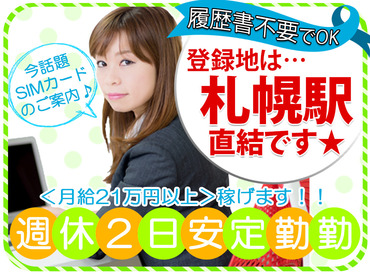 履歴書不要でOK
今話題
SIMカード
のご案内♪
登録地は…
札幌駅
直結です★
＜月給21万円以上＞稼げます！！
週休2日安定勤勤